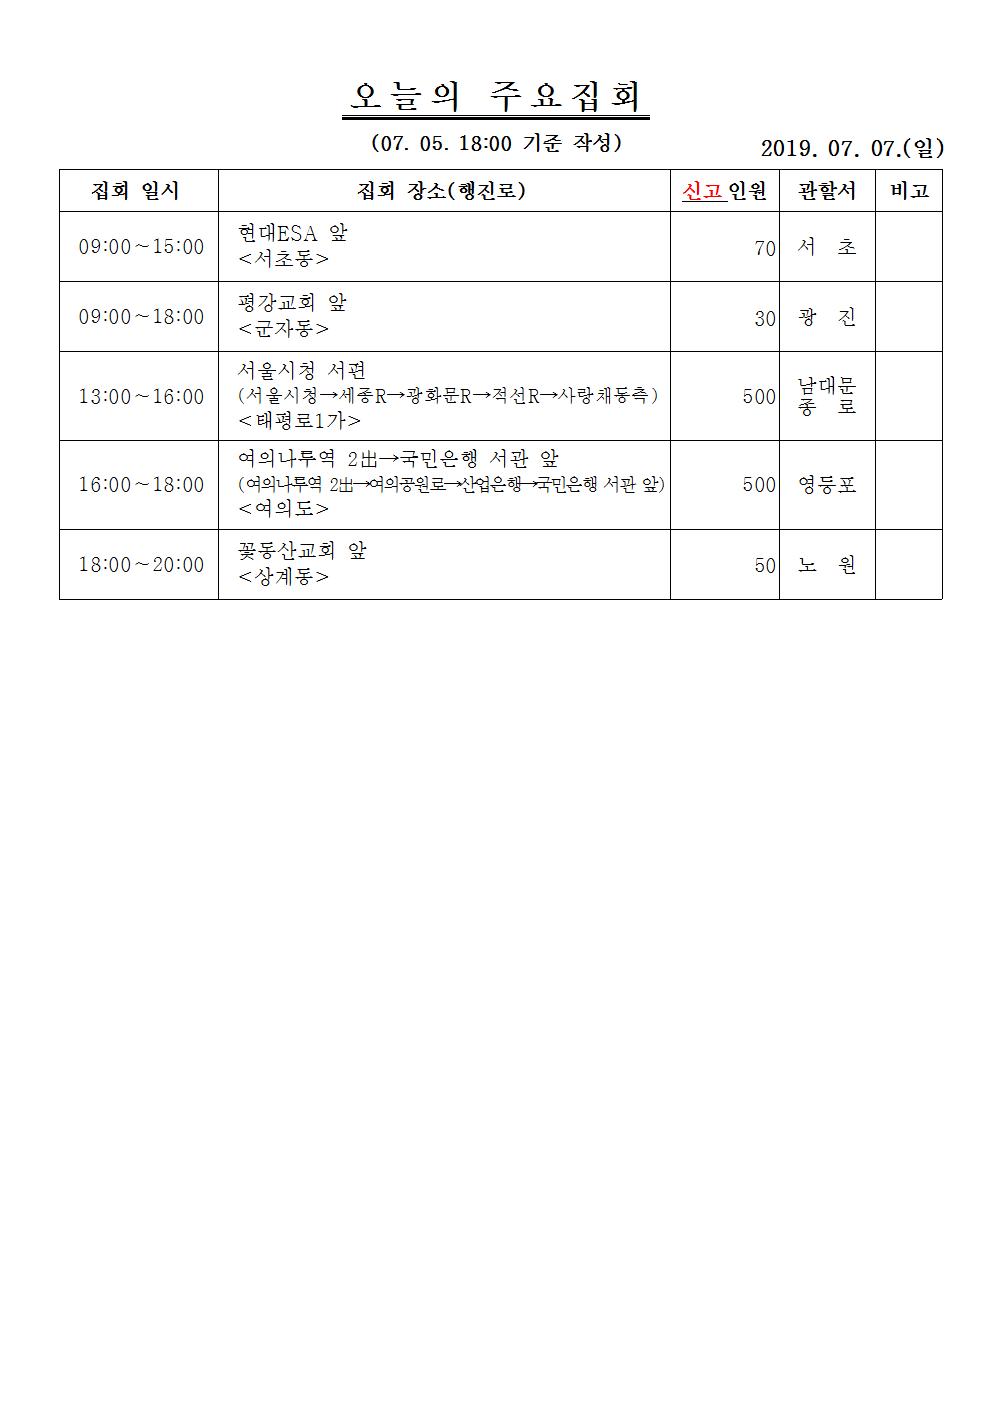 오늘의 주요집회
(07. 05. 18:00 기준 작성)
2019. 07. 07.(일)
집회 일시 집회 장소(행진로) 신고인원 관할서 비고
09:00~15:00 현대ESA 앞 70 서 초
<서초동>
09:00~18:00 평강교회 앞 30 광 진
<군자동>
서울시청 서편
13:00~16:00 (서울시청→세종R→광화문R→적선R→사랑채동측) 500 남대문
종 로
<태평로1가>
여의나루역 2出→국민은행 서관 앞
16:00~18:00 (여의나루역 2出→여의공원로→산업은행→국민은행 서관 앞) 500 영등포
<여의도>
18:00~20:00 꽃동산교회 앞 50 노 원
<상계동>